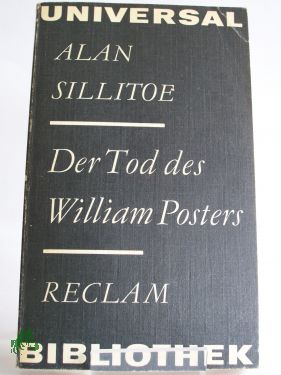 UNIVERSAL
ALAN
SILLITOE
Der Tod des
William Posters
RECLAM
BIBLIOTHEK